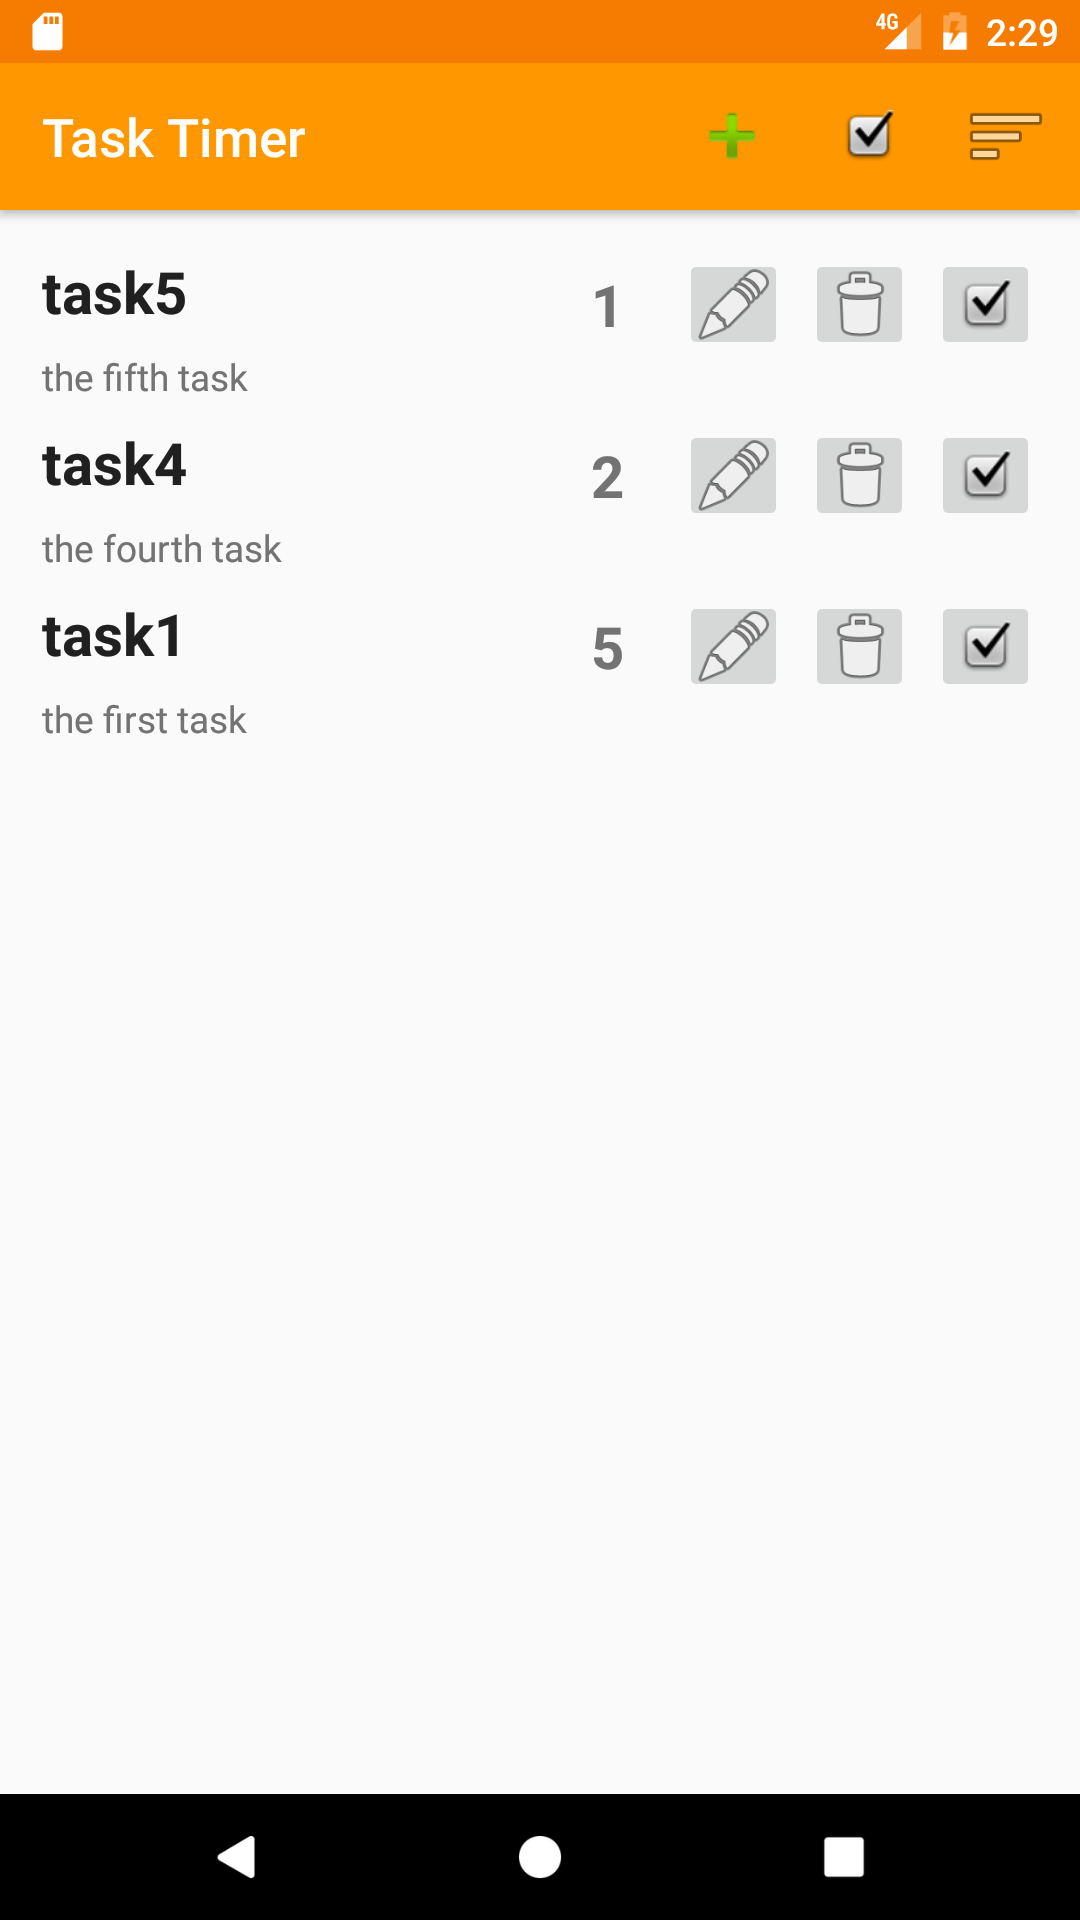 4G 2:29
Task Timer
task5 1
the fifth task
task4 2
the fourth task
task1 5
the first task